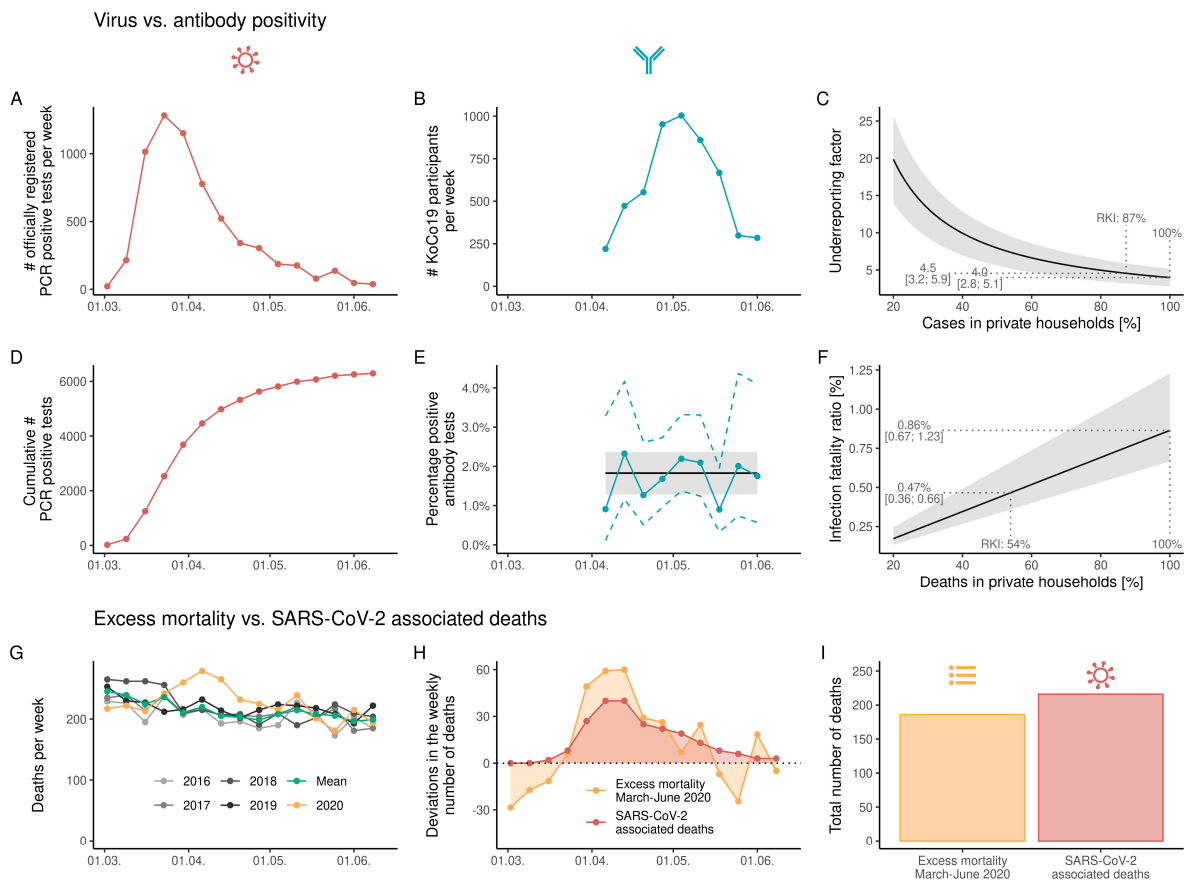 Virus vs. antibody positivity
A
# officially registered
PCR positive tests per week
1000
500
0
01.03.
01.04.
01.05.
01.06.
B
# KoCo19 participants
per week
1000
750
500
250
0
01.03.
01.04.
01.05.
01.06.
C
Underreporting factor
25
20
15
10
5
RKI: 87%
100%
4.5
[3.2; 5.9]
4.0
[2.8; 5.1]
20
40
60
80
100
Cases in private households [%]
D
Cumulative #
PCR positive tests
6000
4000
2000
0
01.03.
01.04.
01.05.
01.06.
E
Percentage positive
antibody tests
4.0%
3.0%
2.0%
1.0%
0.0%
01.03.
01.04.
01.05.
01.06.
F
Infection fatality ratio [%]
1.25
1.00
0.75
0.50
0.25
0.86%
[0.67; 1.23]
0.47%
[0.36; 0.66]
RKI: 54%
100%
20
40
60
80
100
Deaths in private households [%]
Excess mortality vs. SARS-CoV-2 associated deaths
G
Deaths per week
200
100
0
2016
2018
Mean
2017
2019
2020
01.03.
01.04.
01.05.
01.06.
H
Deviations in the weekly
number of deaths
60
30
0
-30
Excess mortality
March-June 2020
SARS-CoV-2
associated deaths
01.03.
01.04.
01.05.
01.06.
I
Total number of deaths
250
200
150
100
50
0
Excess mortality
March-June 2020
SARS-CoV-2
associated deaths